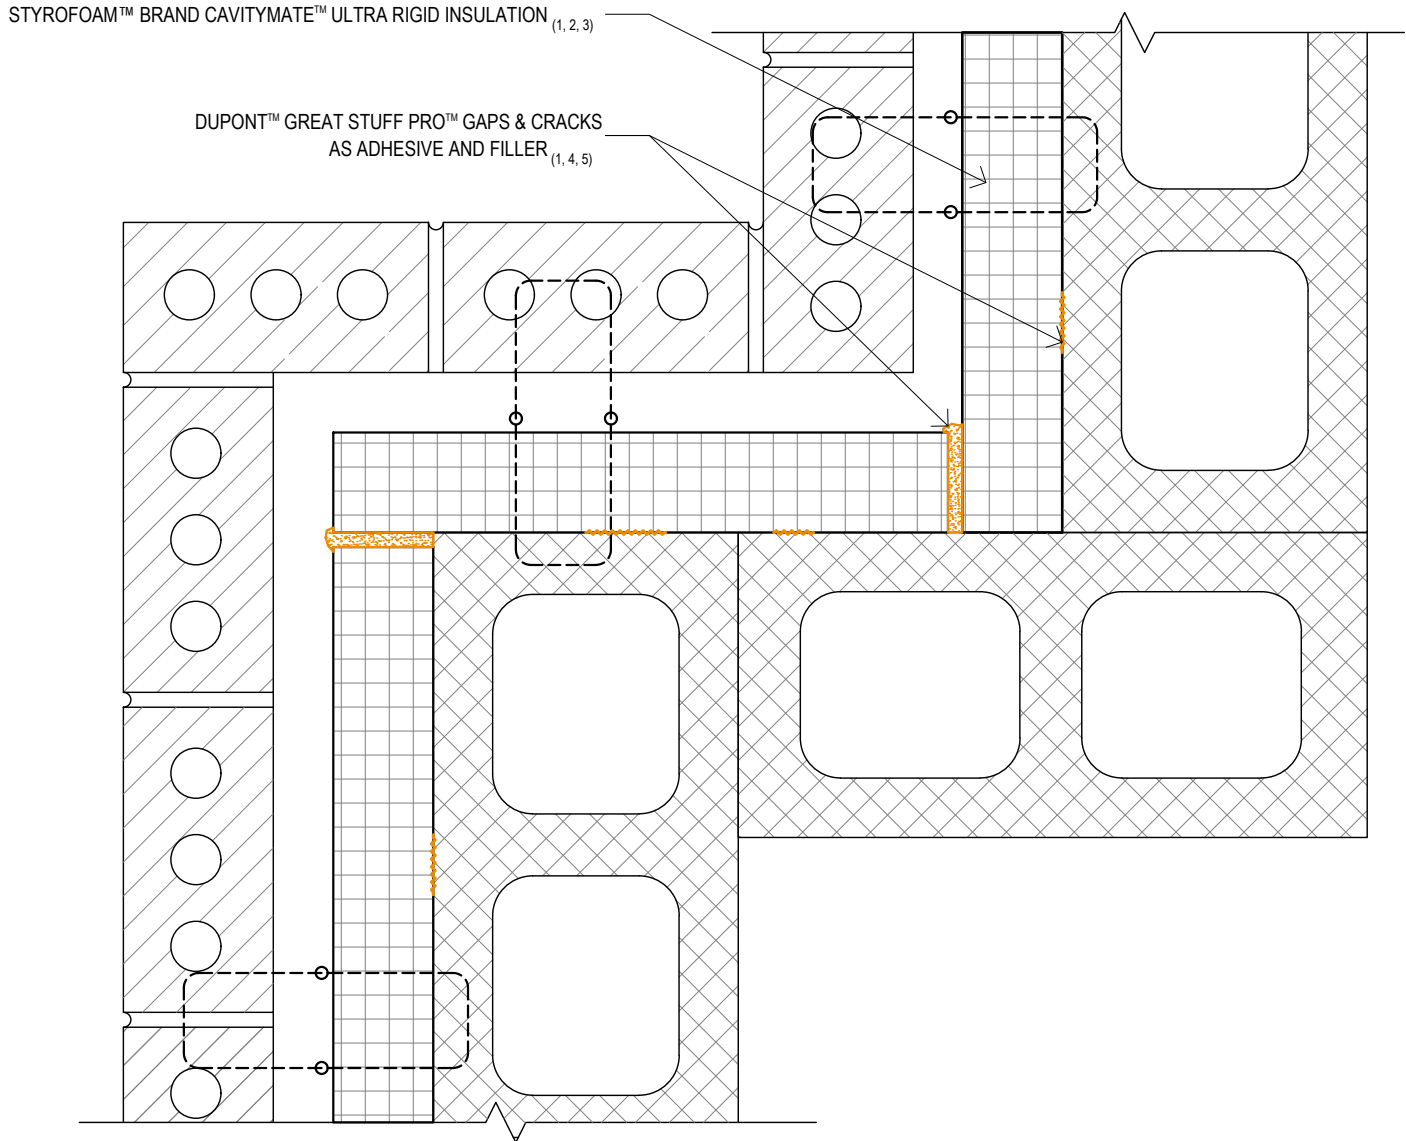 STYROFOAM™ BRAND CAVITYMATE™ ULTRA RIGID INSULATION (1, 2, 3)
DUPONT™ GREAT STUFF PRO™ GAPS & CRACKS
AS ADHESIVE AND FILLER (1, 4, 5)